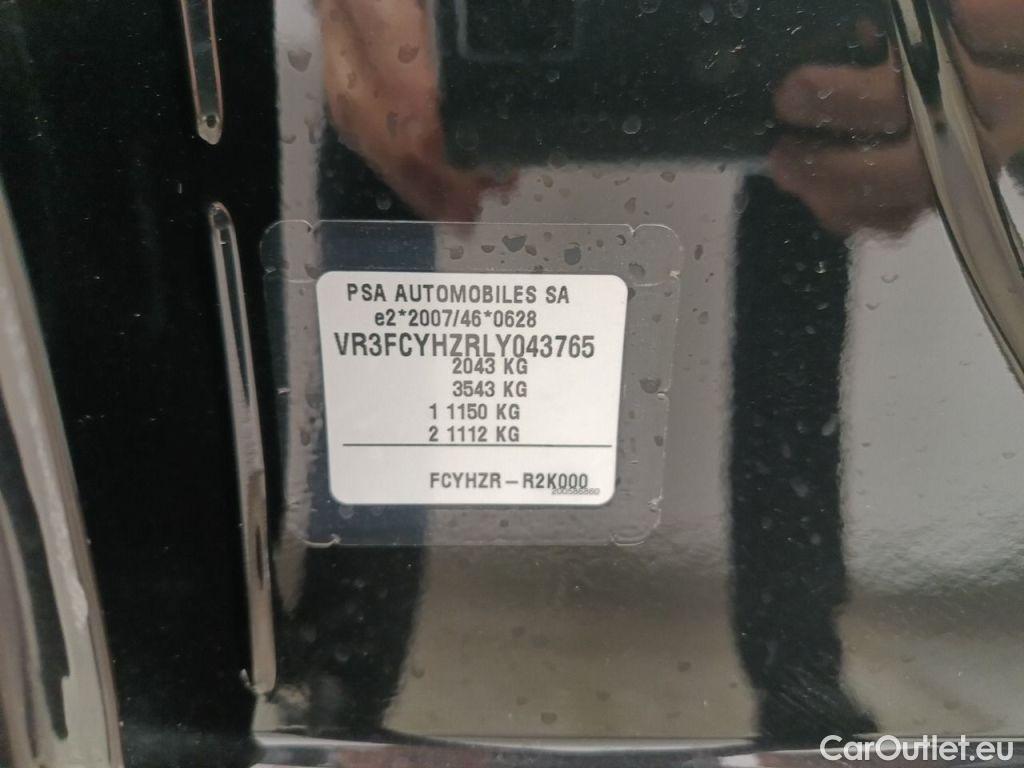 PSA AUTOMOBILES SA
e2*2007/46*0628
VR3FCYHZRLY043765
2043 KG
3543 KG
1 1150 KG
2 1112 KG
FCYHZR – R2K000
200586860
CarOutlet.eu